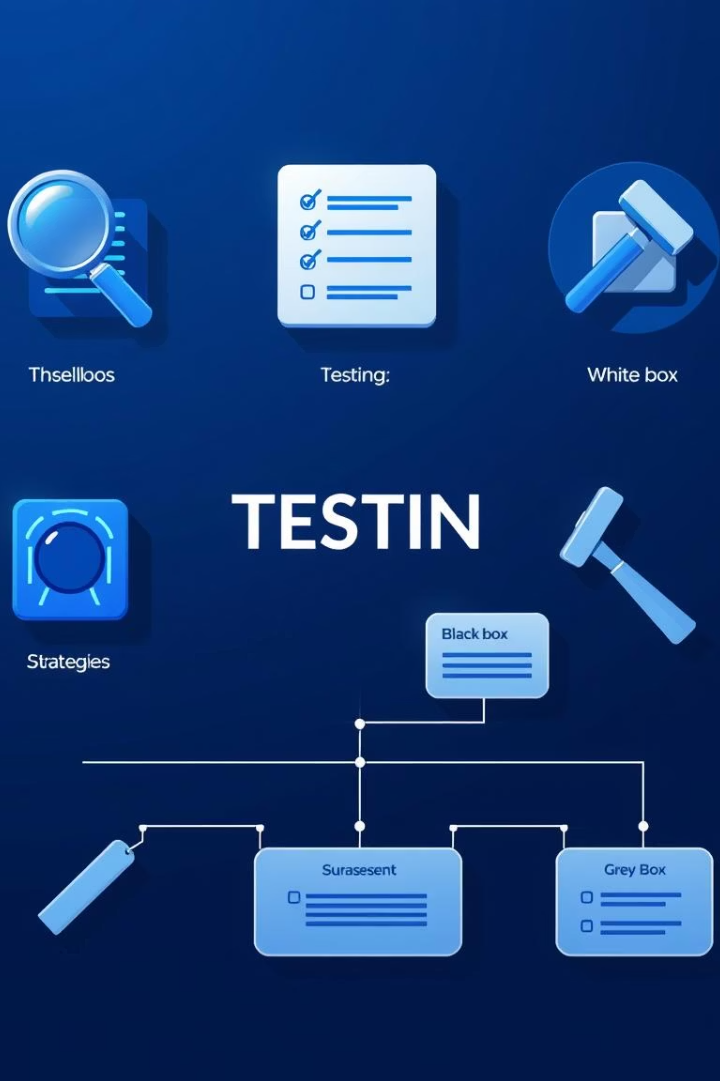 Thsellloos
Testing:
White box
TESTIN
Strategies
Black box
Surasesent
Grey Box